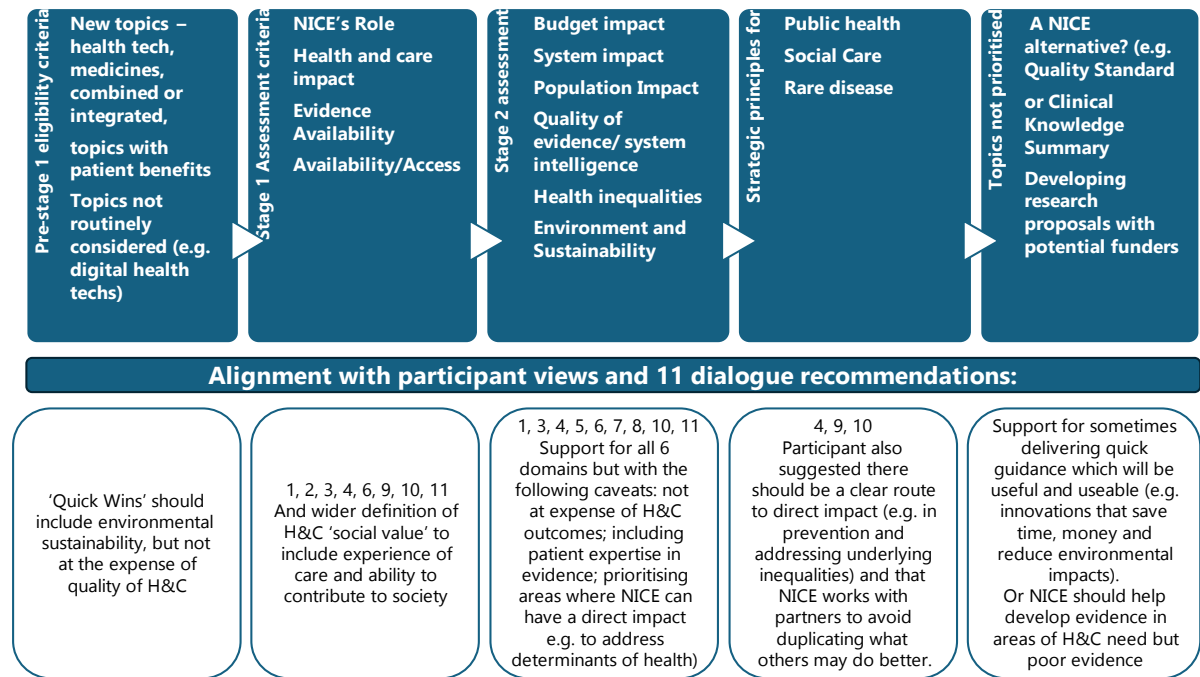 Pre-stage 1 eligibility criteria
New topics –
health tech,
medicines,
combined or
integrated,
topics with
patient benefits
Topics not
routinely
considered (e.g.
digital health
techs)
Stage 1 Assessment criteria
NICE's Role
Health and care
impact
Evidence
Availability
Availability/Access
Stage 2 assessment
Budget impact
System impact
Population Impact
Quality of
evidence/ system
intelligence
Health inequalities
Environment and
Sustainability
Strategic principles for
Public health
Social Care
Rare disease
Topics not prioritised
A NICE
alternative? (e.g.
Quality Standard
or Clinical
Knowledge
Summary
Developing
research
proposals with
potential funders
Alignment with participant views and 11 dialogue recommendations:
‘Quick Wins’ should
include environmental
sustainability, but not
at the expense of
quality of H&C
1, 2, 3, 4, 6, 9, 10, 11
And wider definition of
H&C ‘social value’ to
include experience of
care and ability to
contribute to society
1, 3, 4, 5, 6, 7, 8, 10, 11
Support for all 6
domains but with the
following caveats: not
at expense of H&C
outcomes; including
patient expertise in
evidence; prioritising
areas where NICE can
have a direct impact
e.g. to address
determinants of health)
4, 9, 10
Participant also
suggested there
should be a clear route
to direct impact (e.g. in
prevention and
addressing underlying
inequalities) and that
NICE works with
partners to avoid
duplicating what
others may do better.
Support for sometimes
delivering quick
guidance which will be
useful and useable (e.g.
innovations that save
time, money and
reduce environmental
impacts).
Or NICE should help
develop evidence in
areas of H&C need but
poor evidence